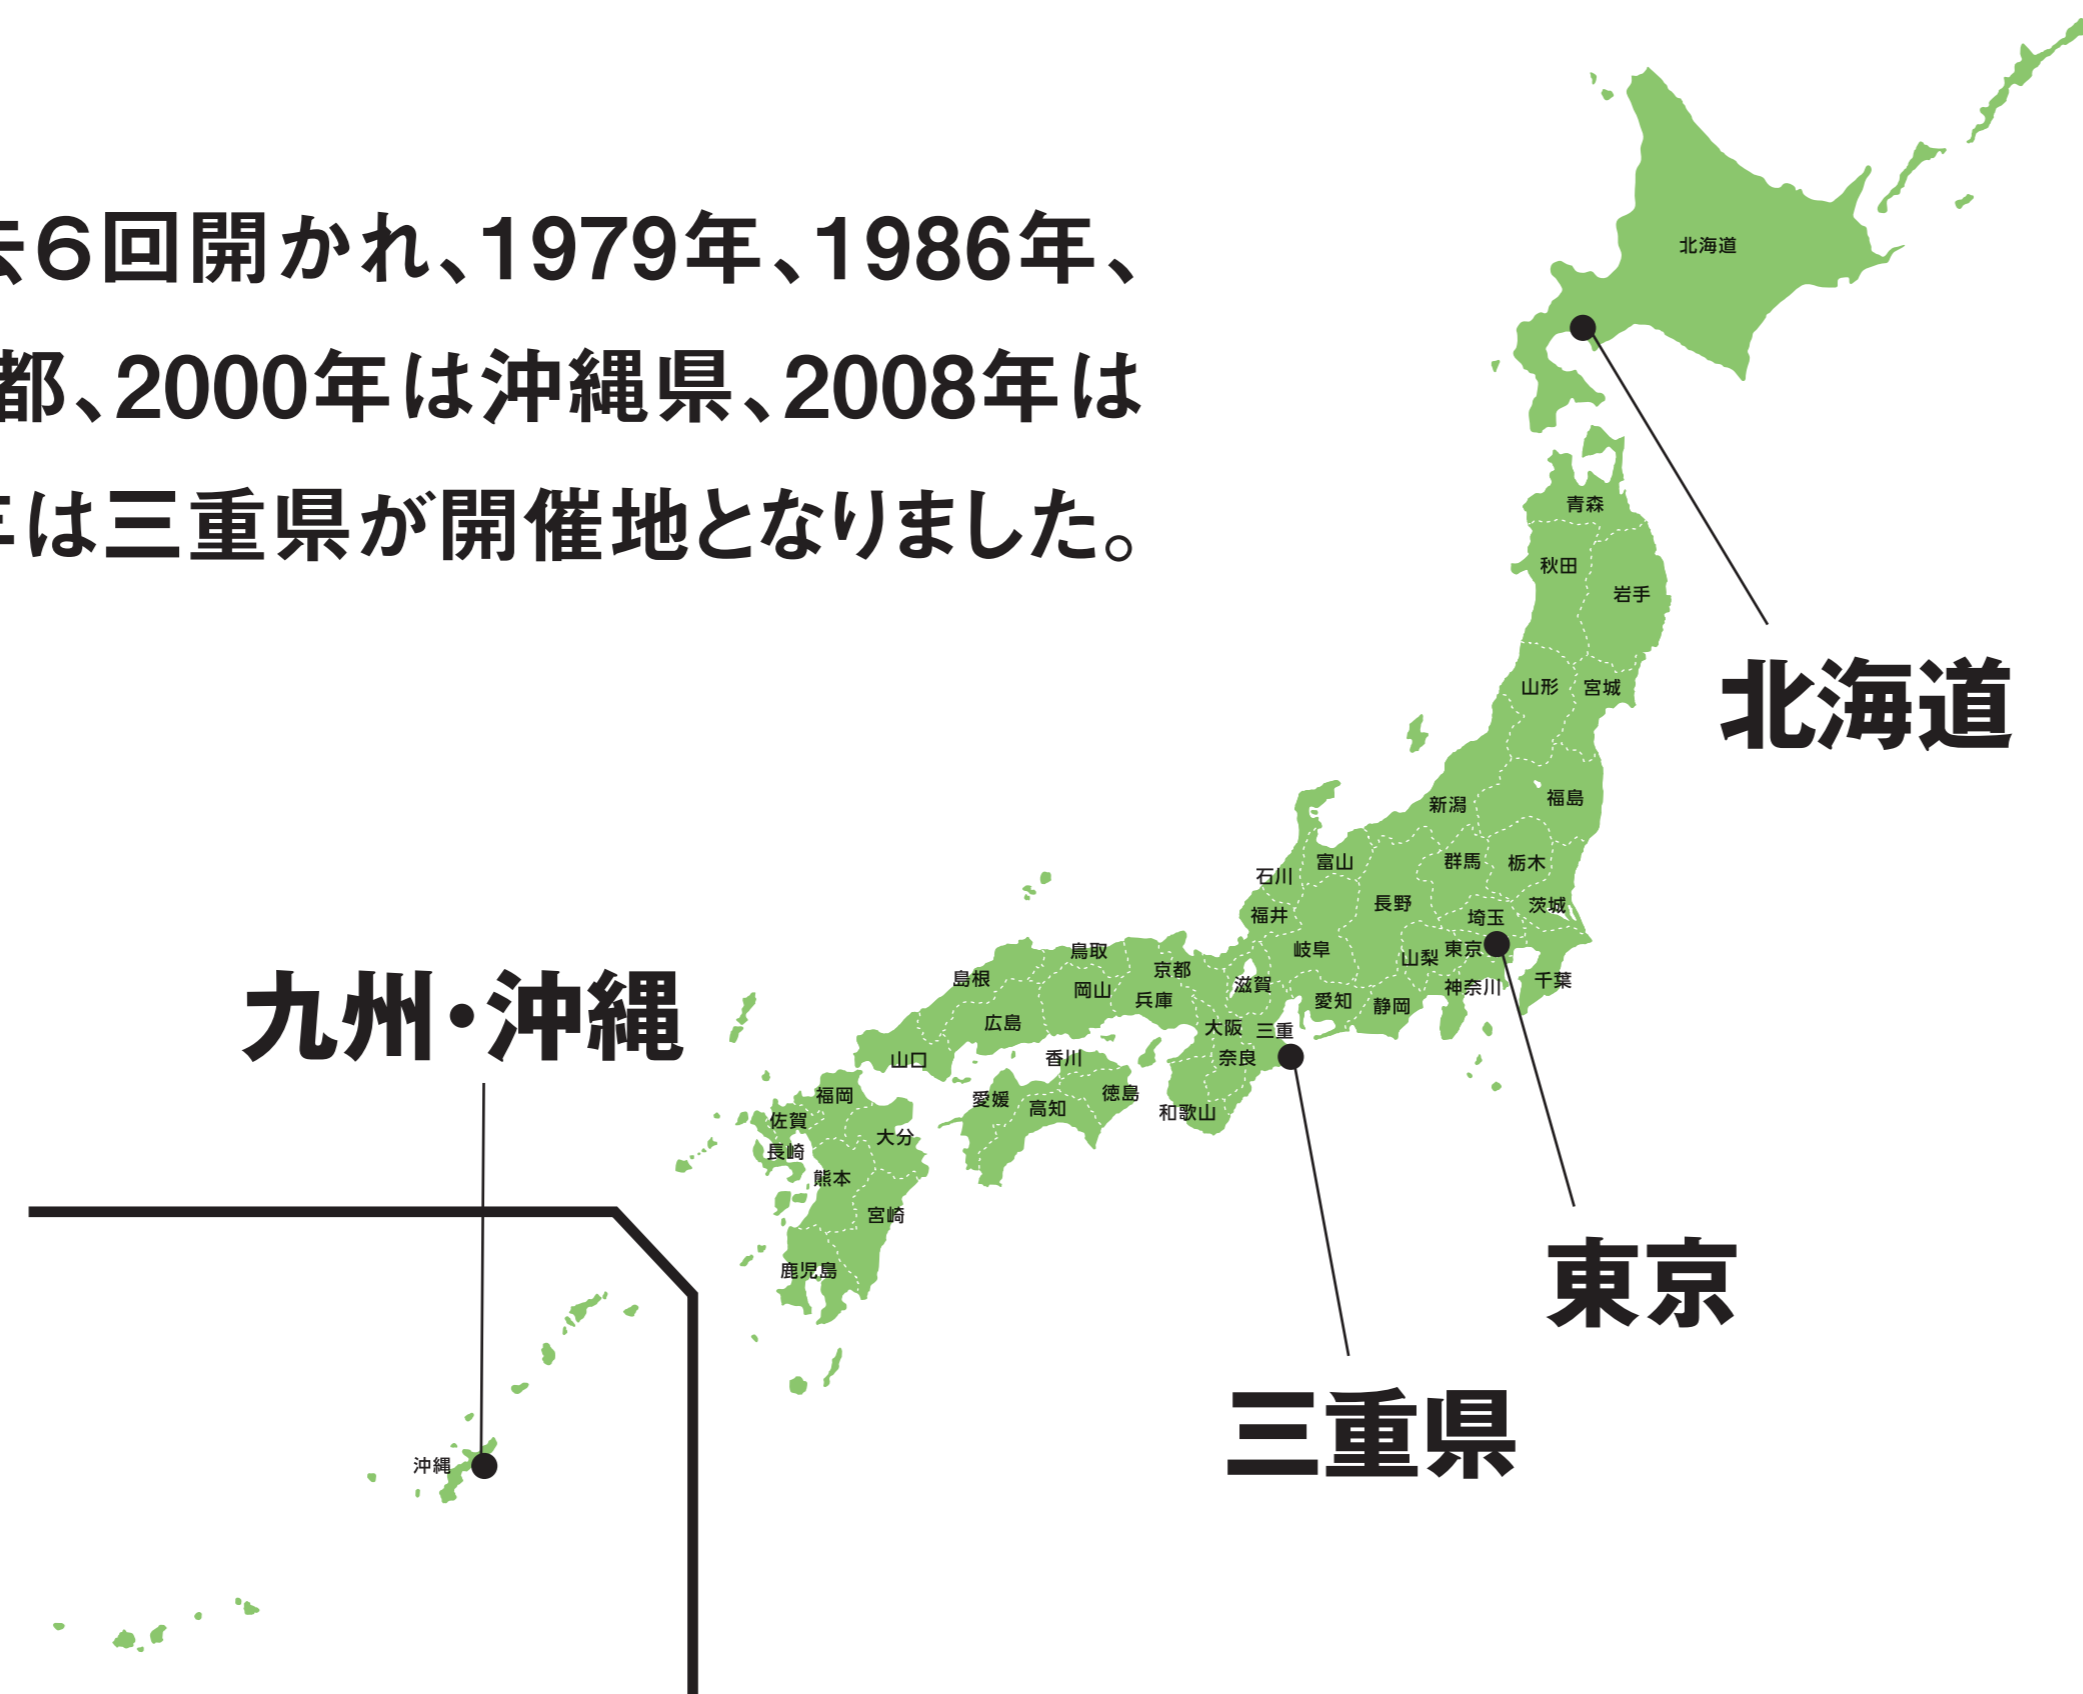 去６回開かれ、1979年、1986年、
都、2000年は沖縄県、2008年は
年は三重県が開催地となりました。
北海道
青森
秋田
岩手
山形
宮城
北海道
新潟
福島
石川
富山
群馬
栃木
福井
長野
埼玉
茨城
岐阜
山梨
東京
千葉
神奈川
鳥取
島根
京都
岡山
兵庫
滋賀
愛知
静岡
広島
大阪
三重
山口
香川
奈良
九州・沖縄
福岡
愛媛
高知
徳島
和歌山
佐賀
大分
長崎
熊本
宮崎
鹿児島
東京
三重県
沖縄